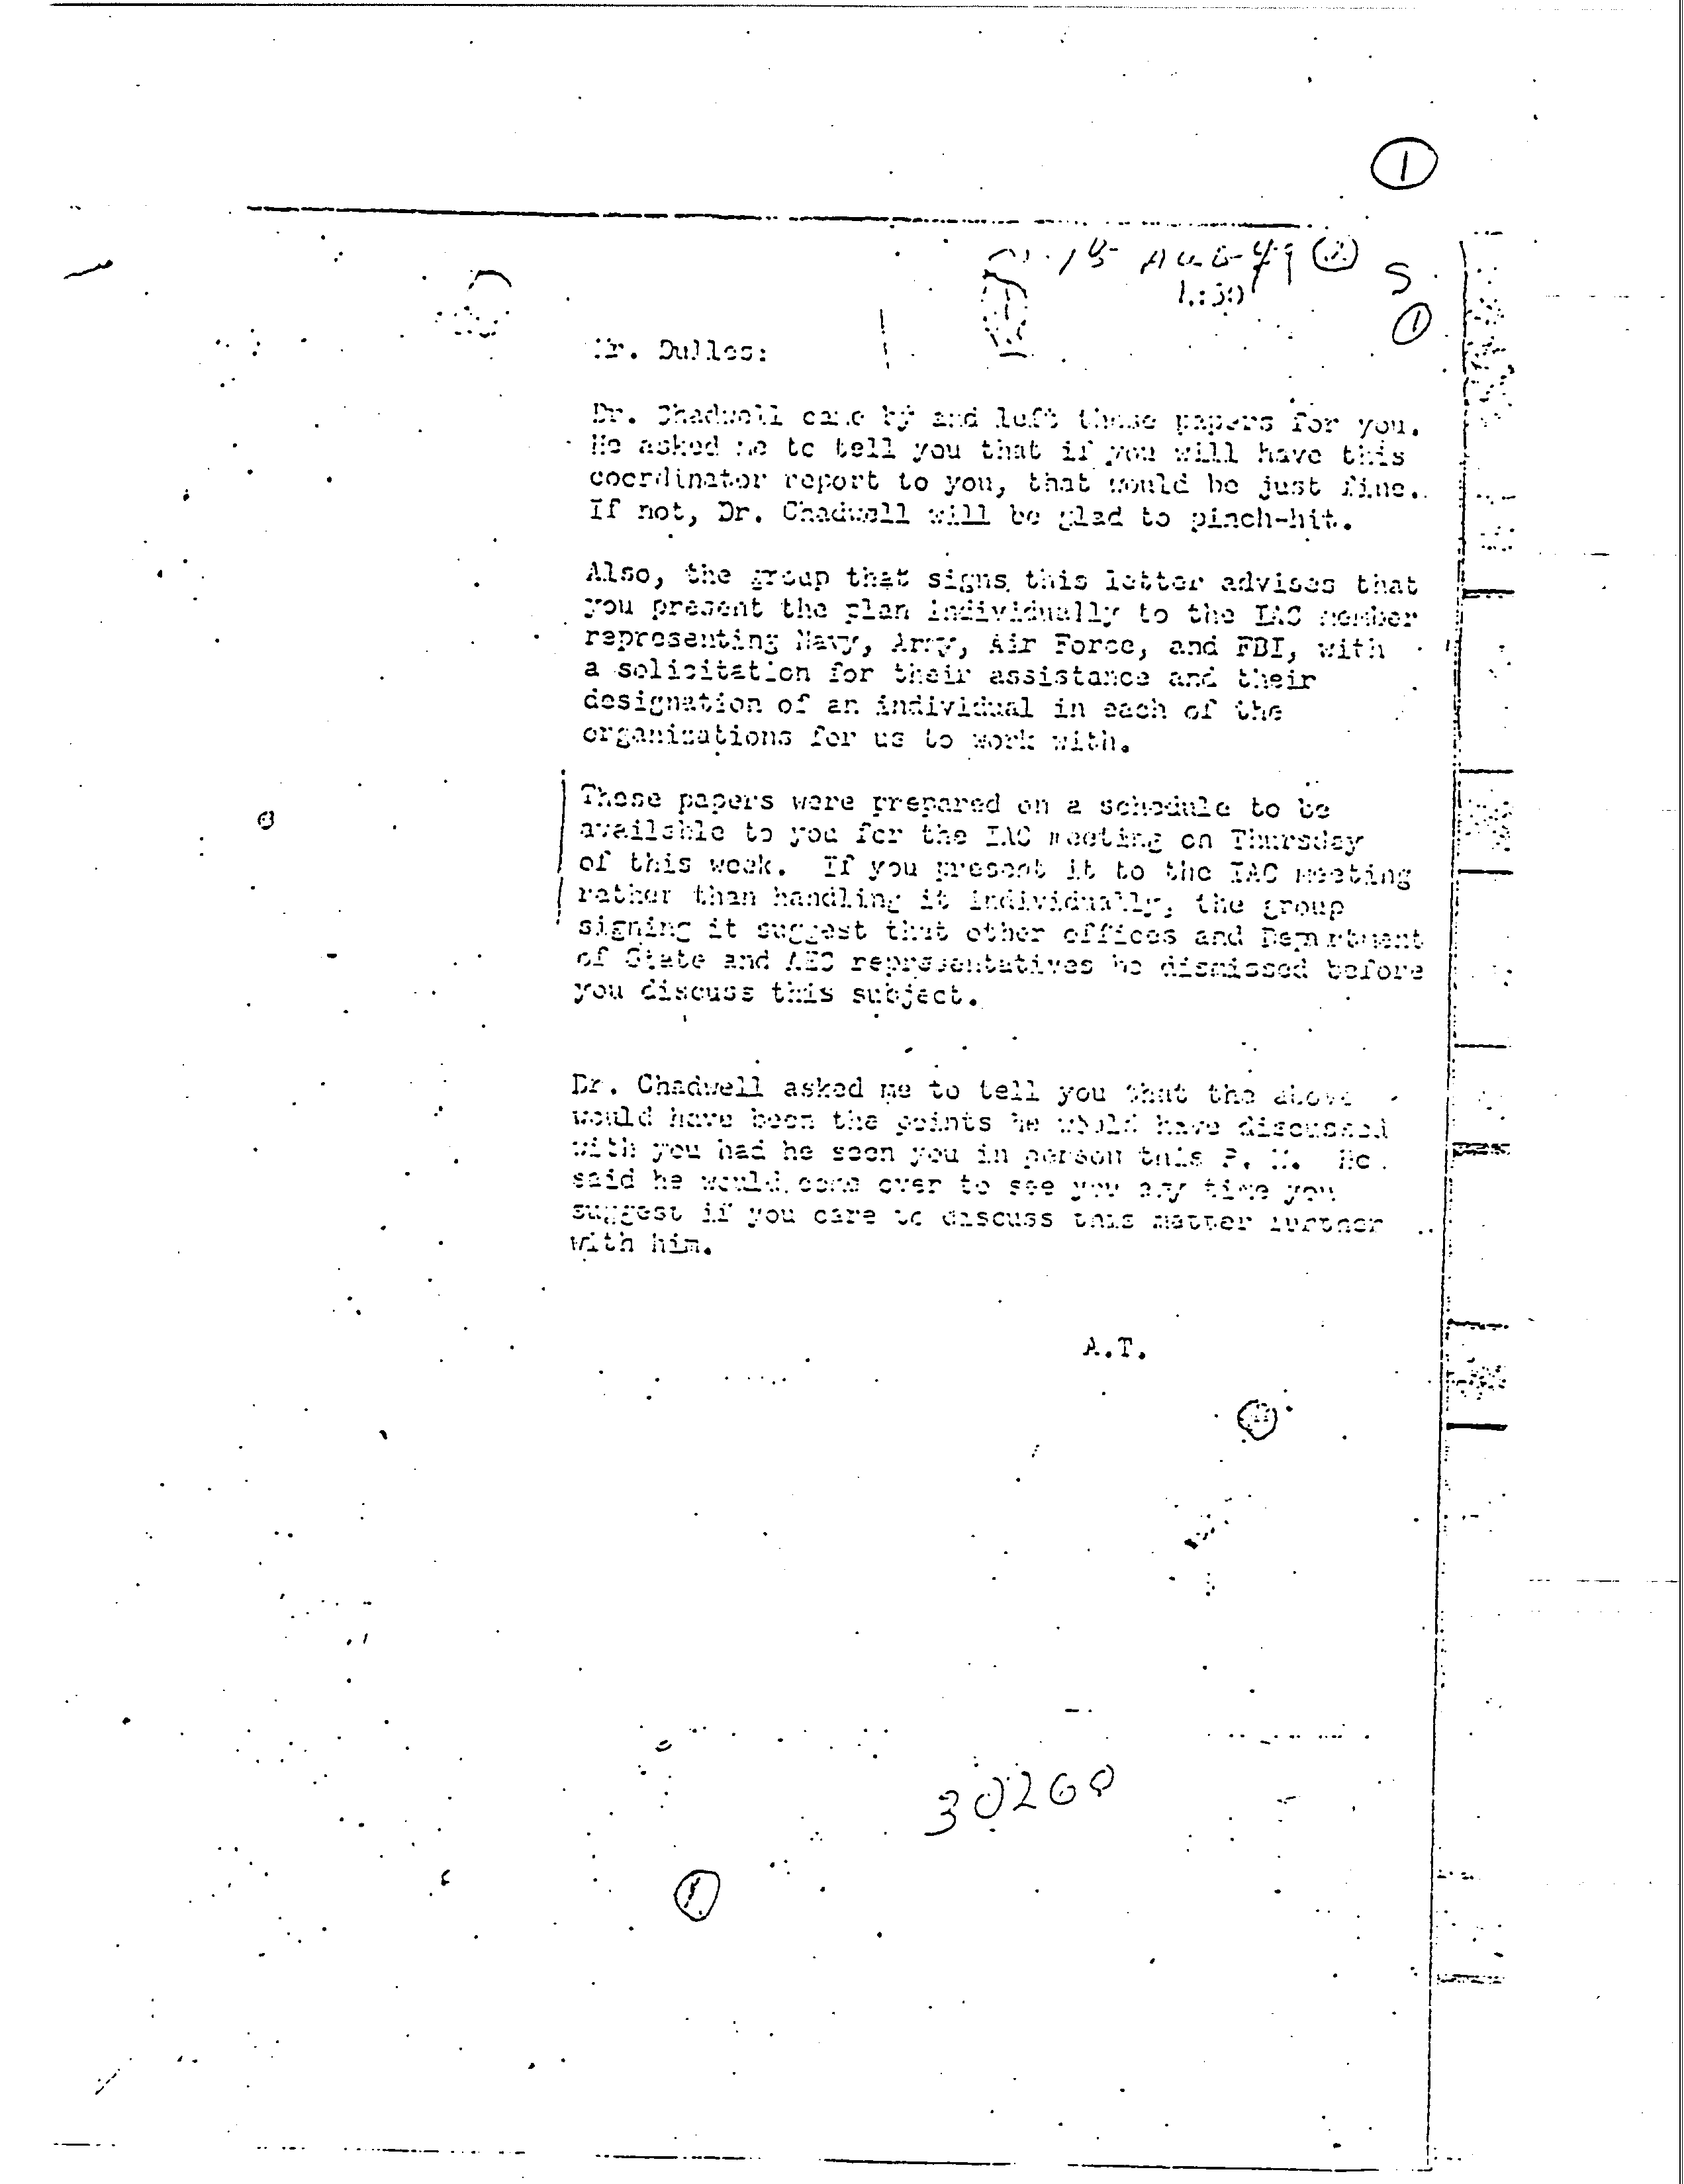 1
15 AUG 49
S
1
Mr. Dulles:
Dr. Chadwell came by and left these papers for you.
He asked me to tell you that if you will have this
coordinator report to you, that would be just fine.
If not, Dr. Chadwell will be glad to pinch-hit.
Also, the group that signs this letter advises that
you present the plan individually to the IAC member
representing Navy, Army, Air Force, and FBI, with
a solicitation for their assistance and their
designation of an individual in each of the
organizations for us to work with.
These papers were prepared on a schedule to be
available to you for the IAC meeting on Thursday
of this week. If you present it to the IAC meeting
rather than handling it individually, the group
signing it suggest that other offices and Department
of State and AEC representatives be dismissed before
you discuss this subject.
Dr. Chadwell asked me to tell you that the above
would have been the points he would have discussed
with you had he seen you in person this P. M. He
said he would come over to see you any time you
suggest if you care to discuss this matter further
with him.
A.T.
30260